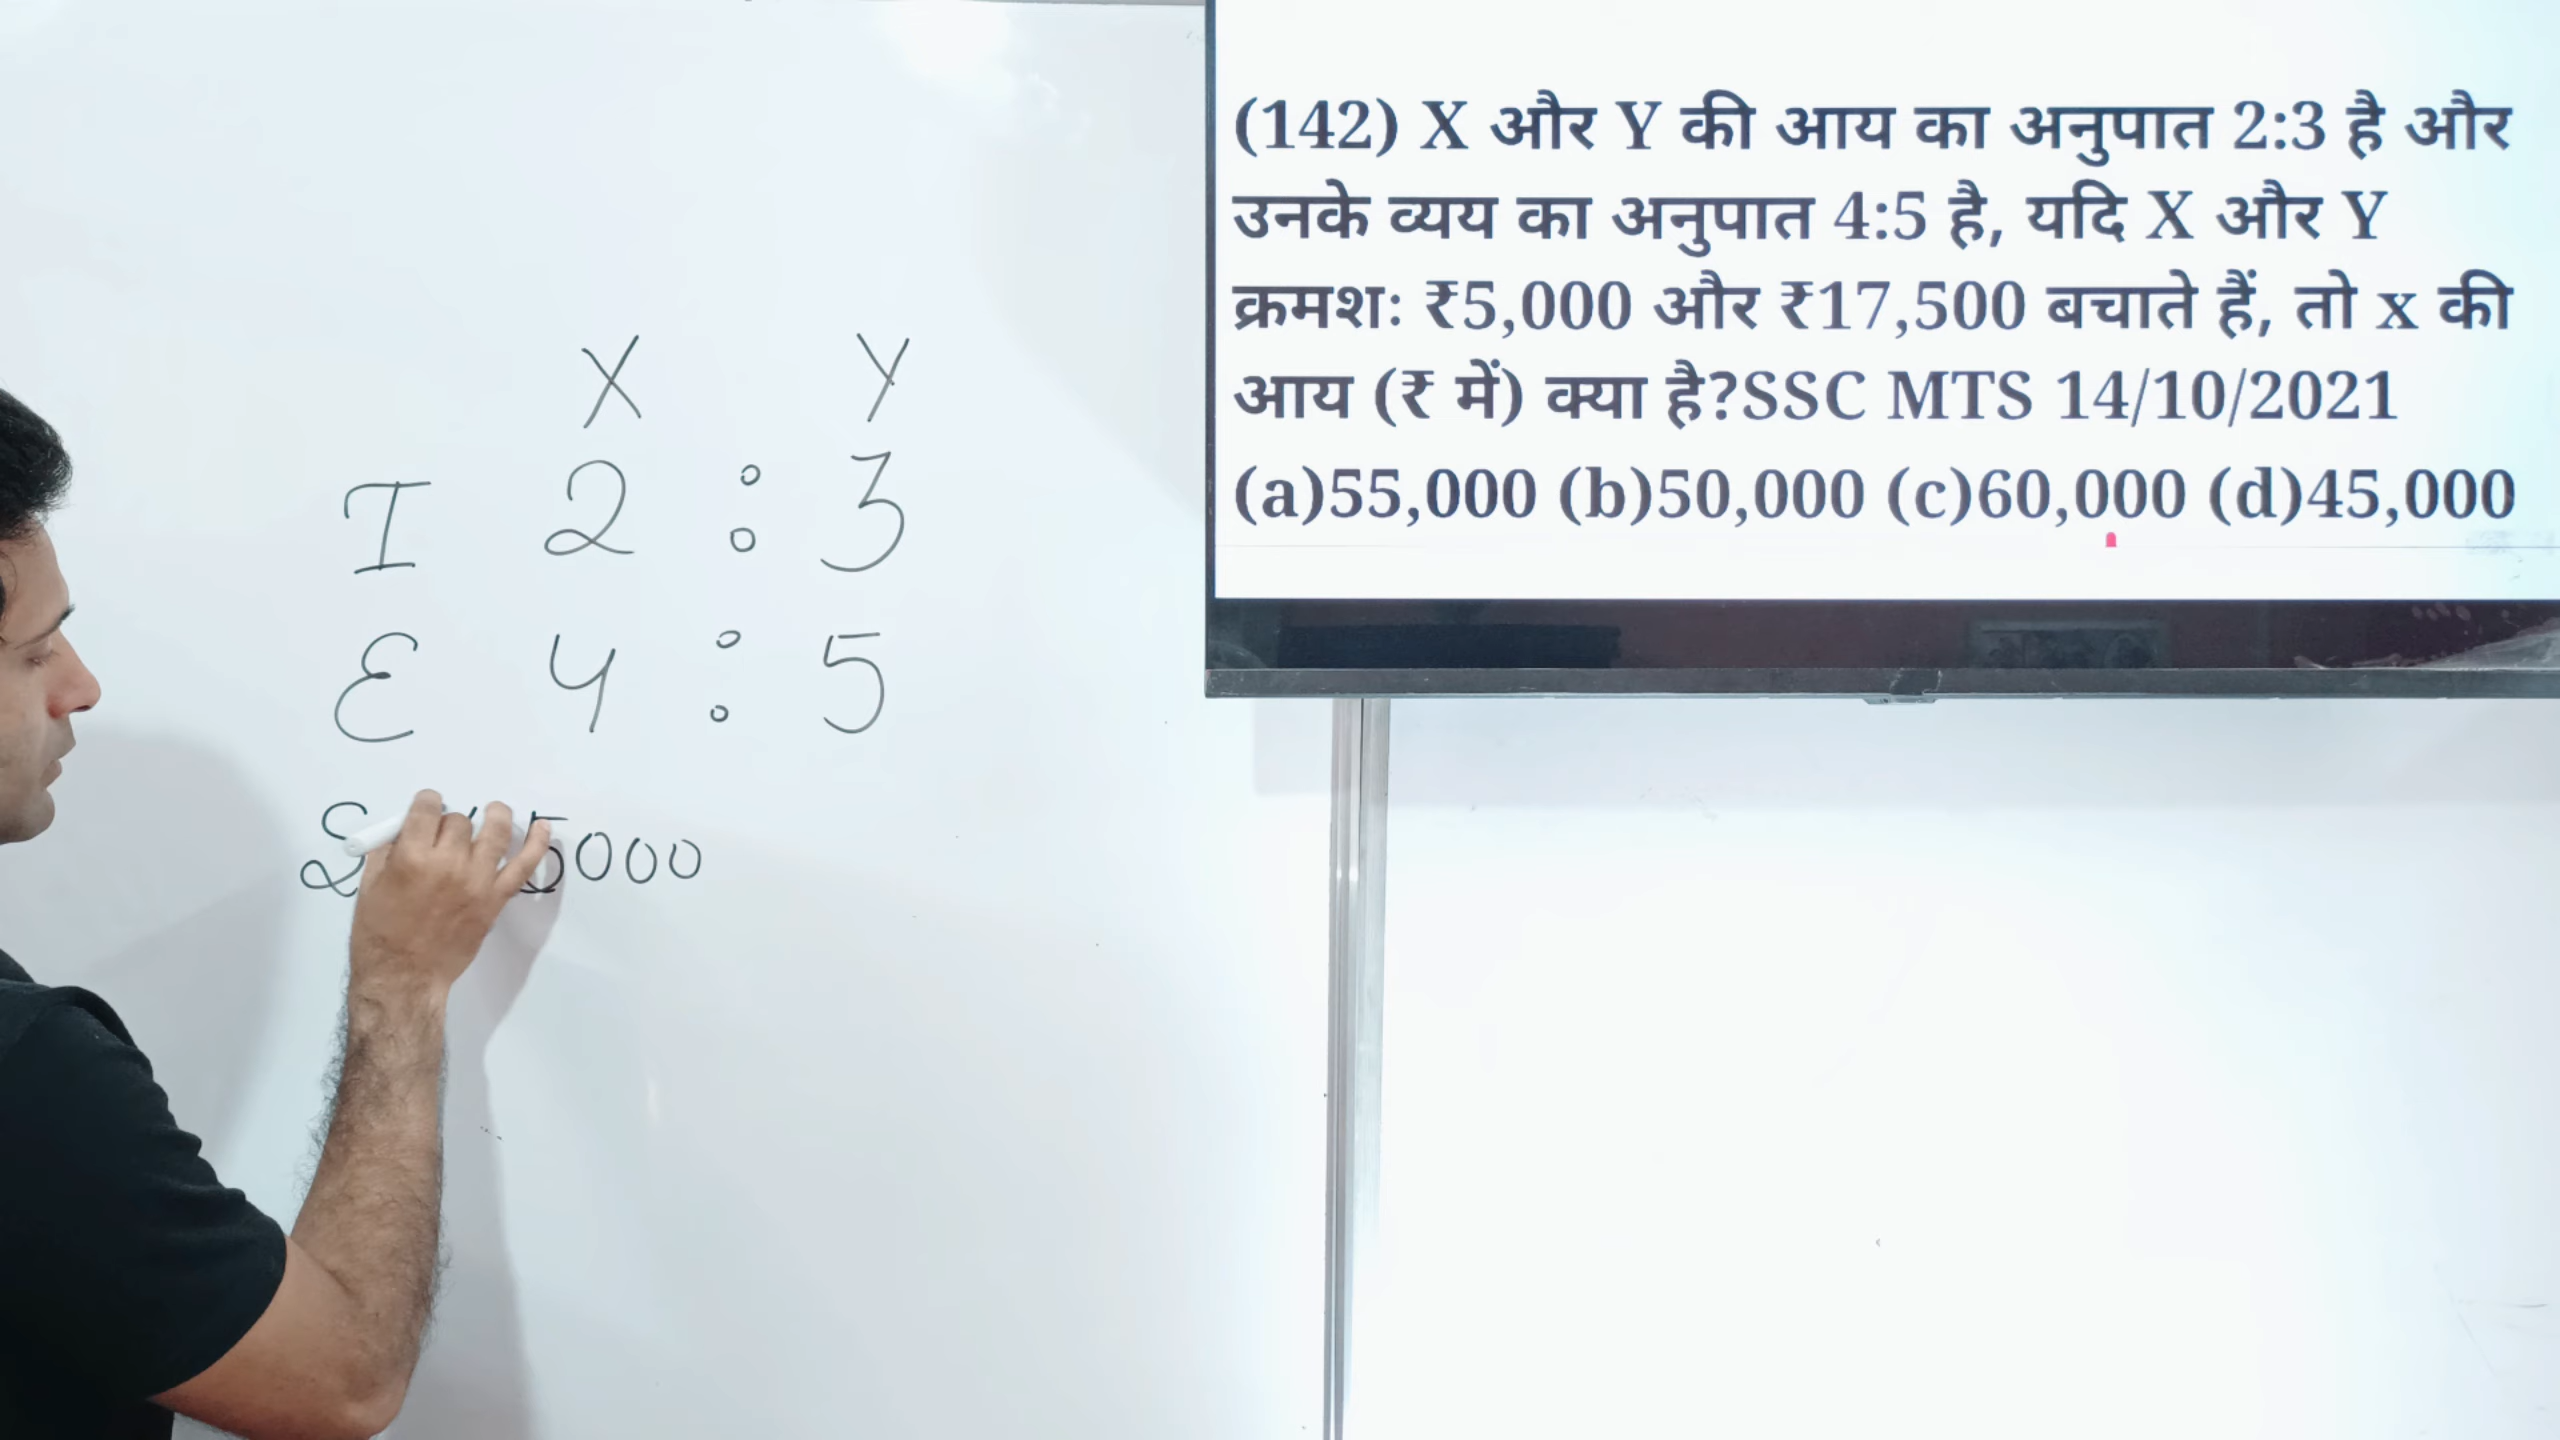 X Y
I 2 : 3
E 4 : 5
S 5000
(142) X और Y की आय का अनुपात 2:3 है और
उनके व्यय का अनुपात 4:5 है, यदि X और Y
क्रमशः ₹5,000 और ₹17,500 बचाते हैं, तो x की
आय (₹ में) क्या है?SSC MTS 14/10/2021
(a)55,000 (b)50,000 (c)60,000 (d)45,000